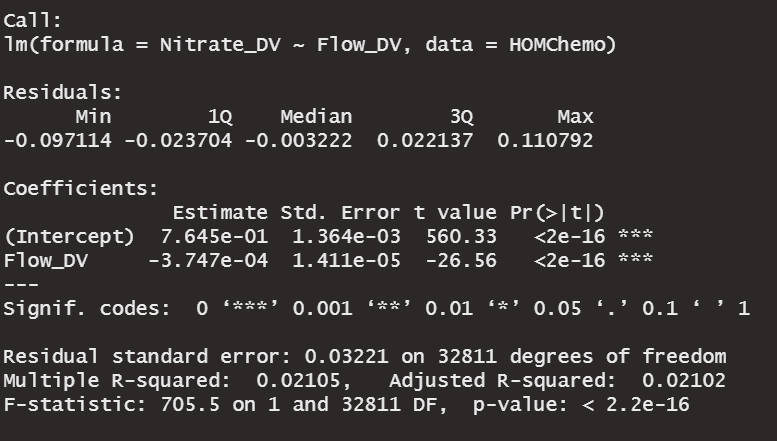 Call:
lm(formula = Nitrate_DV ~ Flow_DV, data = HOMChemo)
Residuals:
Min 1Q Median 3Q Max
-0.097114 -0.023704 -0.003222 0.022137 0.110792
Coefficients:
Estimate Std. Error t value Pr(>|t|)
(Intercept) 7.645e-01 1.364e-03 560.33 <2e-16 ***
Flow_DV -3.747e-04 1.411e-05 -26.56 <2e-16 ***
---
Signif. codes: 0 ‘***’ 0.001 ‘**’ 0.01 ‘*’ 0.05 ‘.’ 0.1 ‘ ’ 1
Residual standard error: 0.03221 on 32811 degrees of freedom
Multiple R-squared: 0.02105, Adjusted R-squared: 0.02102
F-statistic: 705.5 on 1 and 32811 DF, p-value: < 2.2e-16